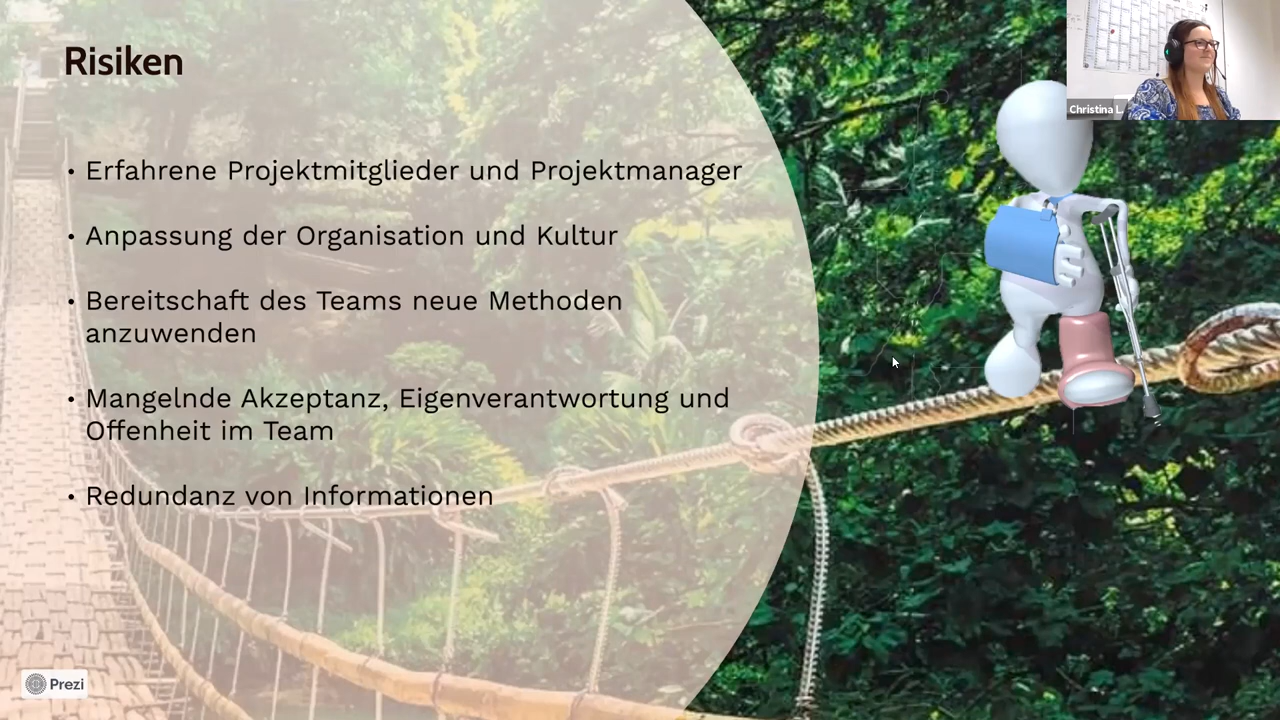 Risiken
• Erfahrene Projektmitglieder und Projektmanager
• Anpassung der Organisation und Kultur
• Bereitschaft des Teams neue Methoden
anzuwenden
• Mangelnde Akzeptanz, Eigenverantwortung und
Offenheit im Team
• Redundanz von Informationen
Christina L.
Prezi